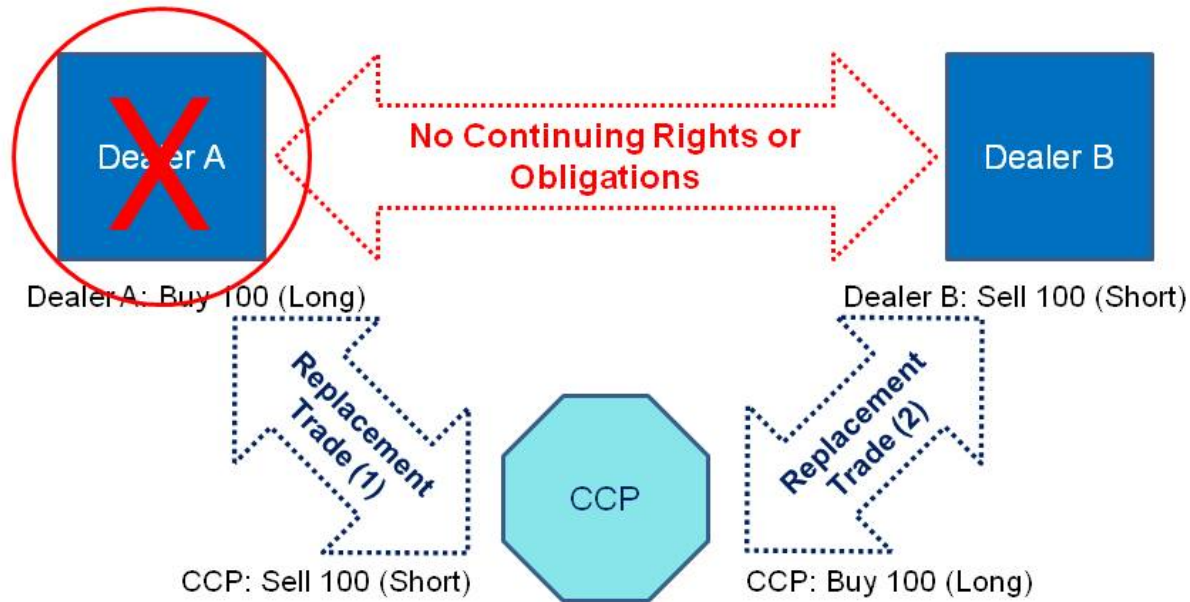 X
Dealer A
No Continuing Rights or
Obligations
Dealer B
Dealer A: Buy 100 (Long)
Dealer B: Sell 100 (Short)
Replacement
Trade (1)
Replacement
Trade (2)
CCP
CCP: Sell 100 (Short)
CCP: Buy 100 (Long)